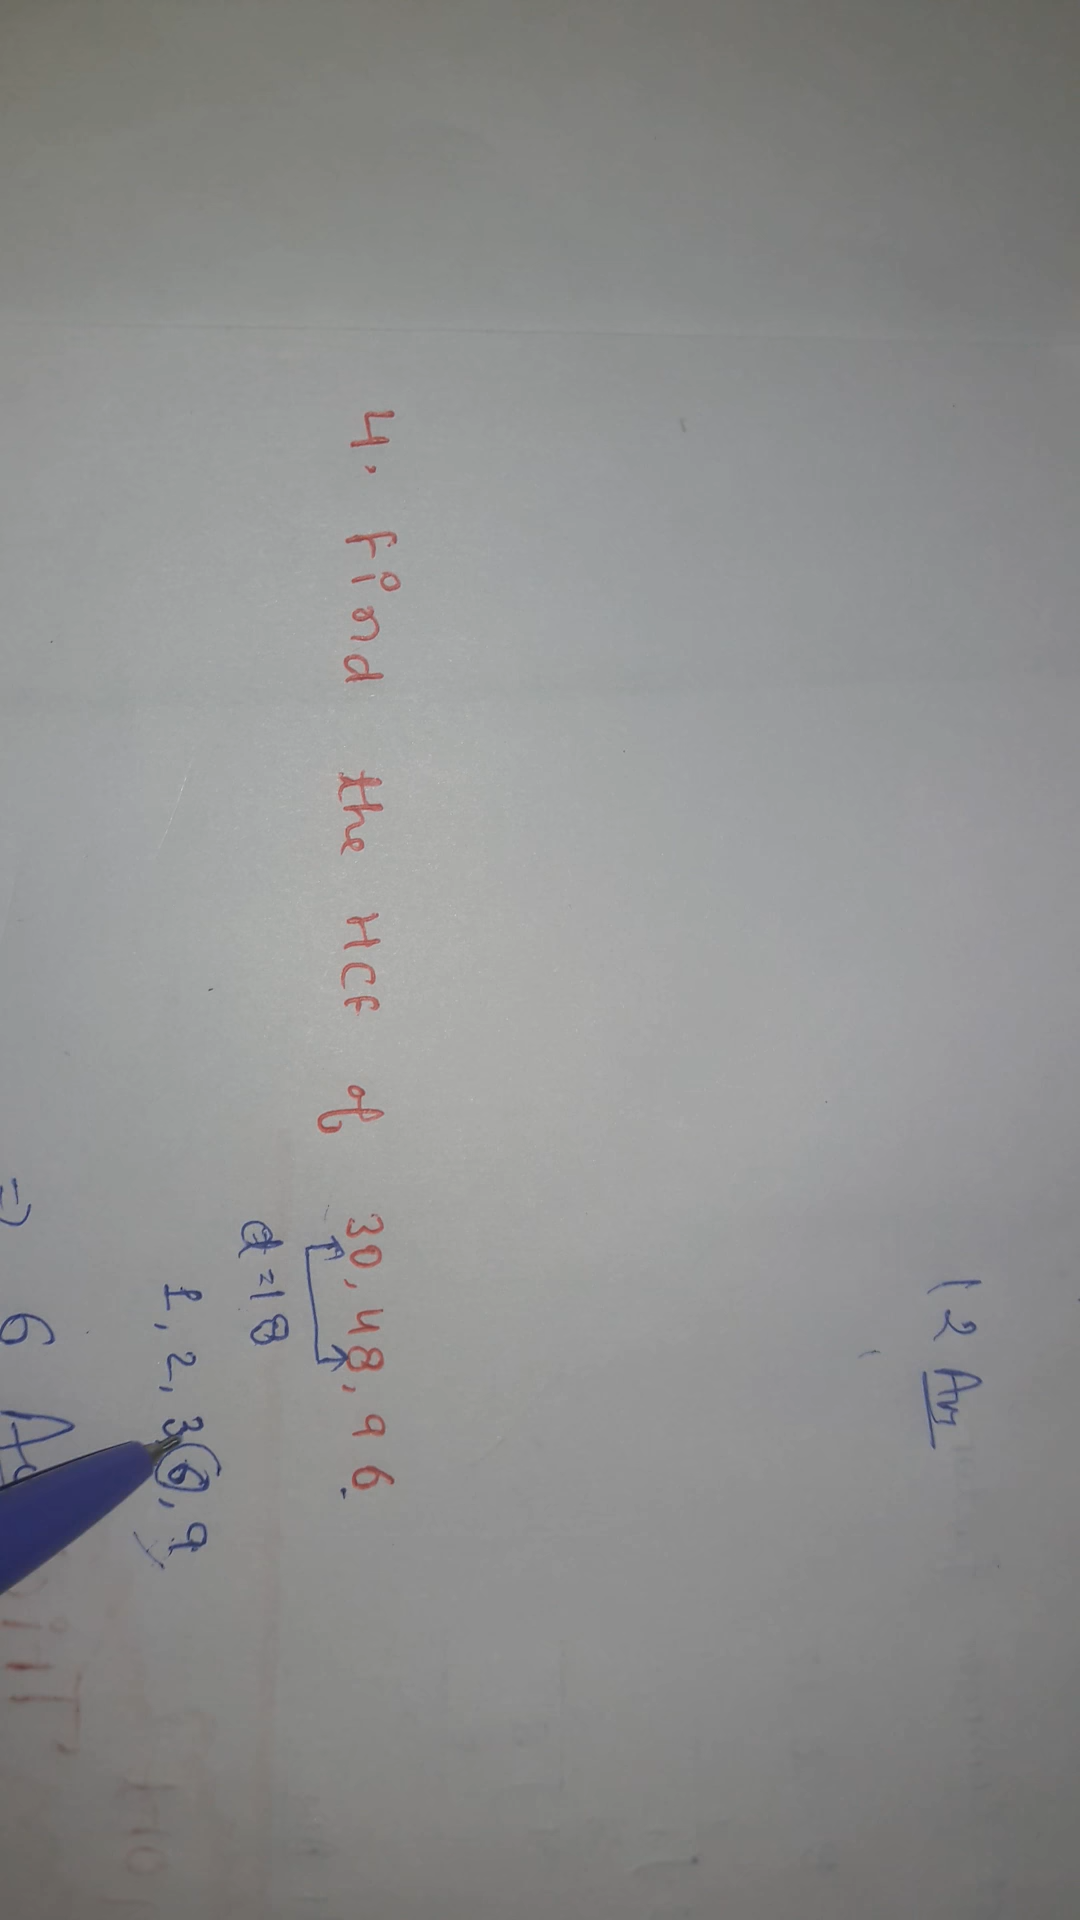 12 Ans
4. Find the HCF of 30, 48, 96.
d=18
1, 2, 3, 6, 9
=> 6